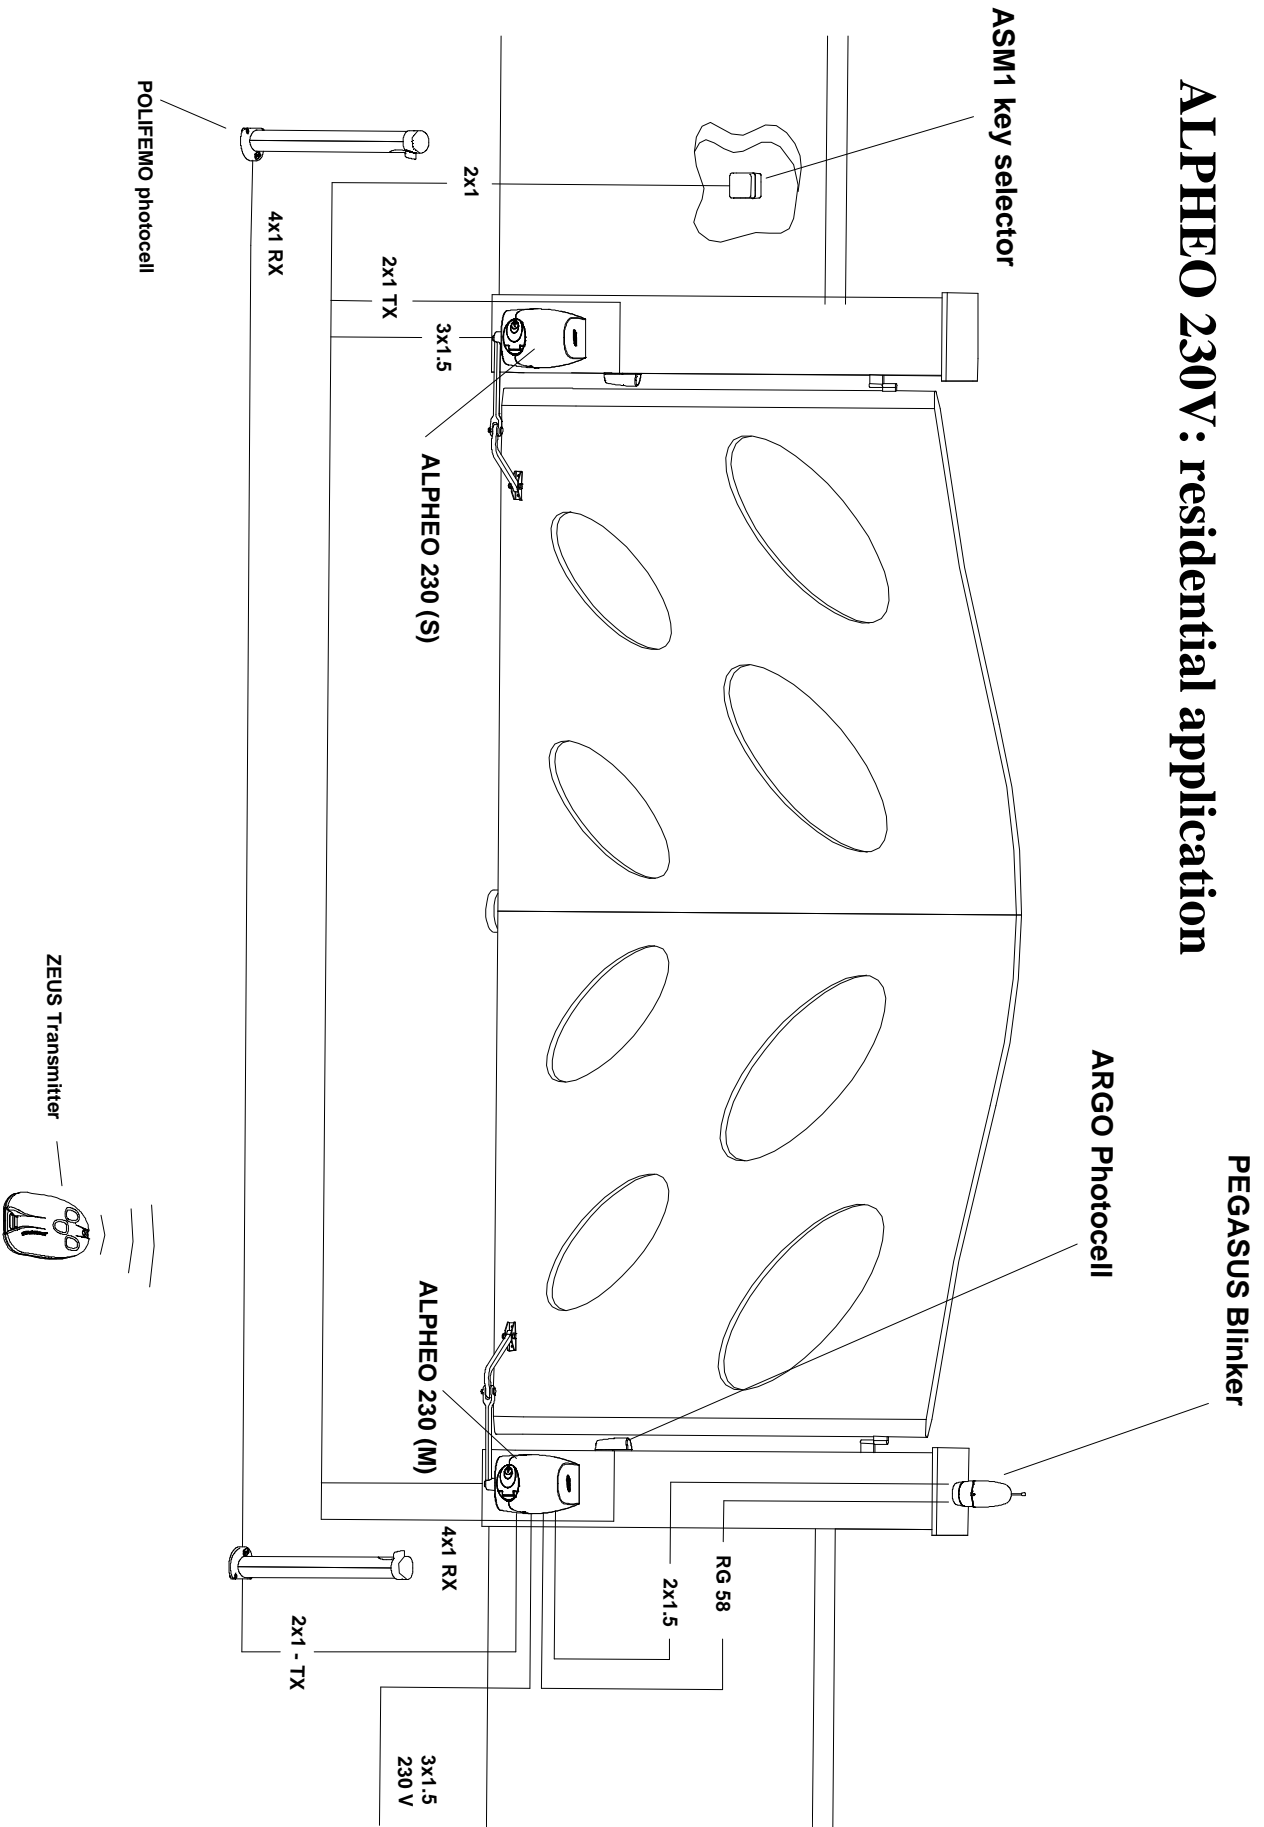 ALPHEO 230V: residential application
PEGASUS Blinker
ARGO Photocell
ASM1 key selector
RG 58
2x1.5
2x1
ALPHEO 230 (S)
ALPHEO 230 (M)
3x1.5
4x1 RX
3x1.5
230 V
2x1 TX
2x1 - TX
4x1 RX
POLIFEMO photocell
ZEUS Transmitter